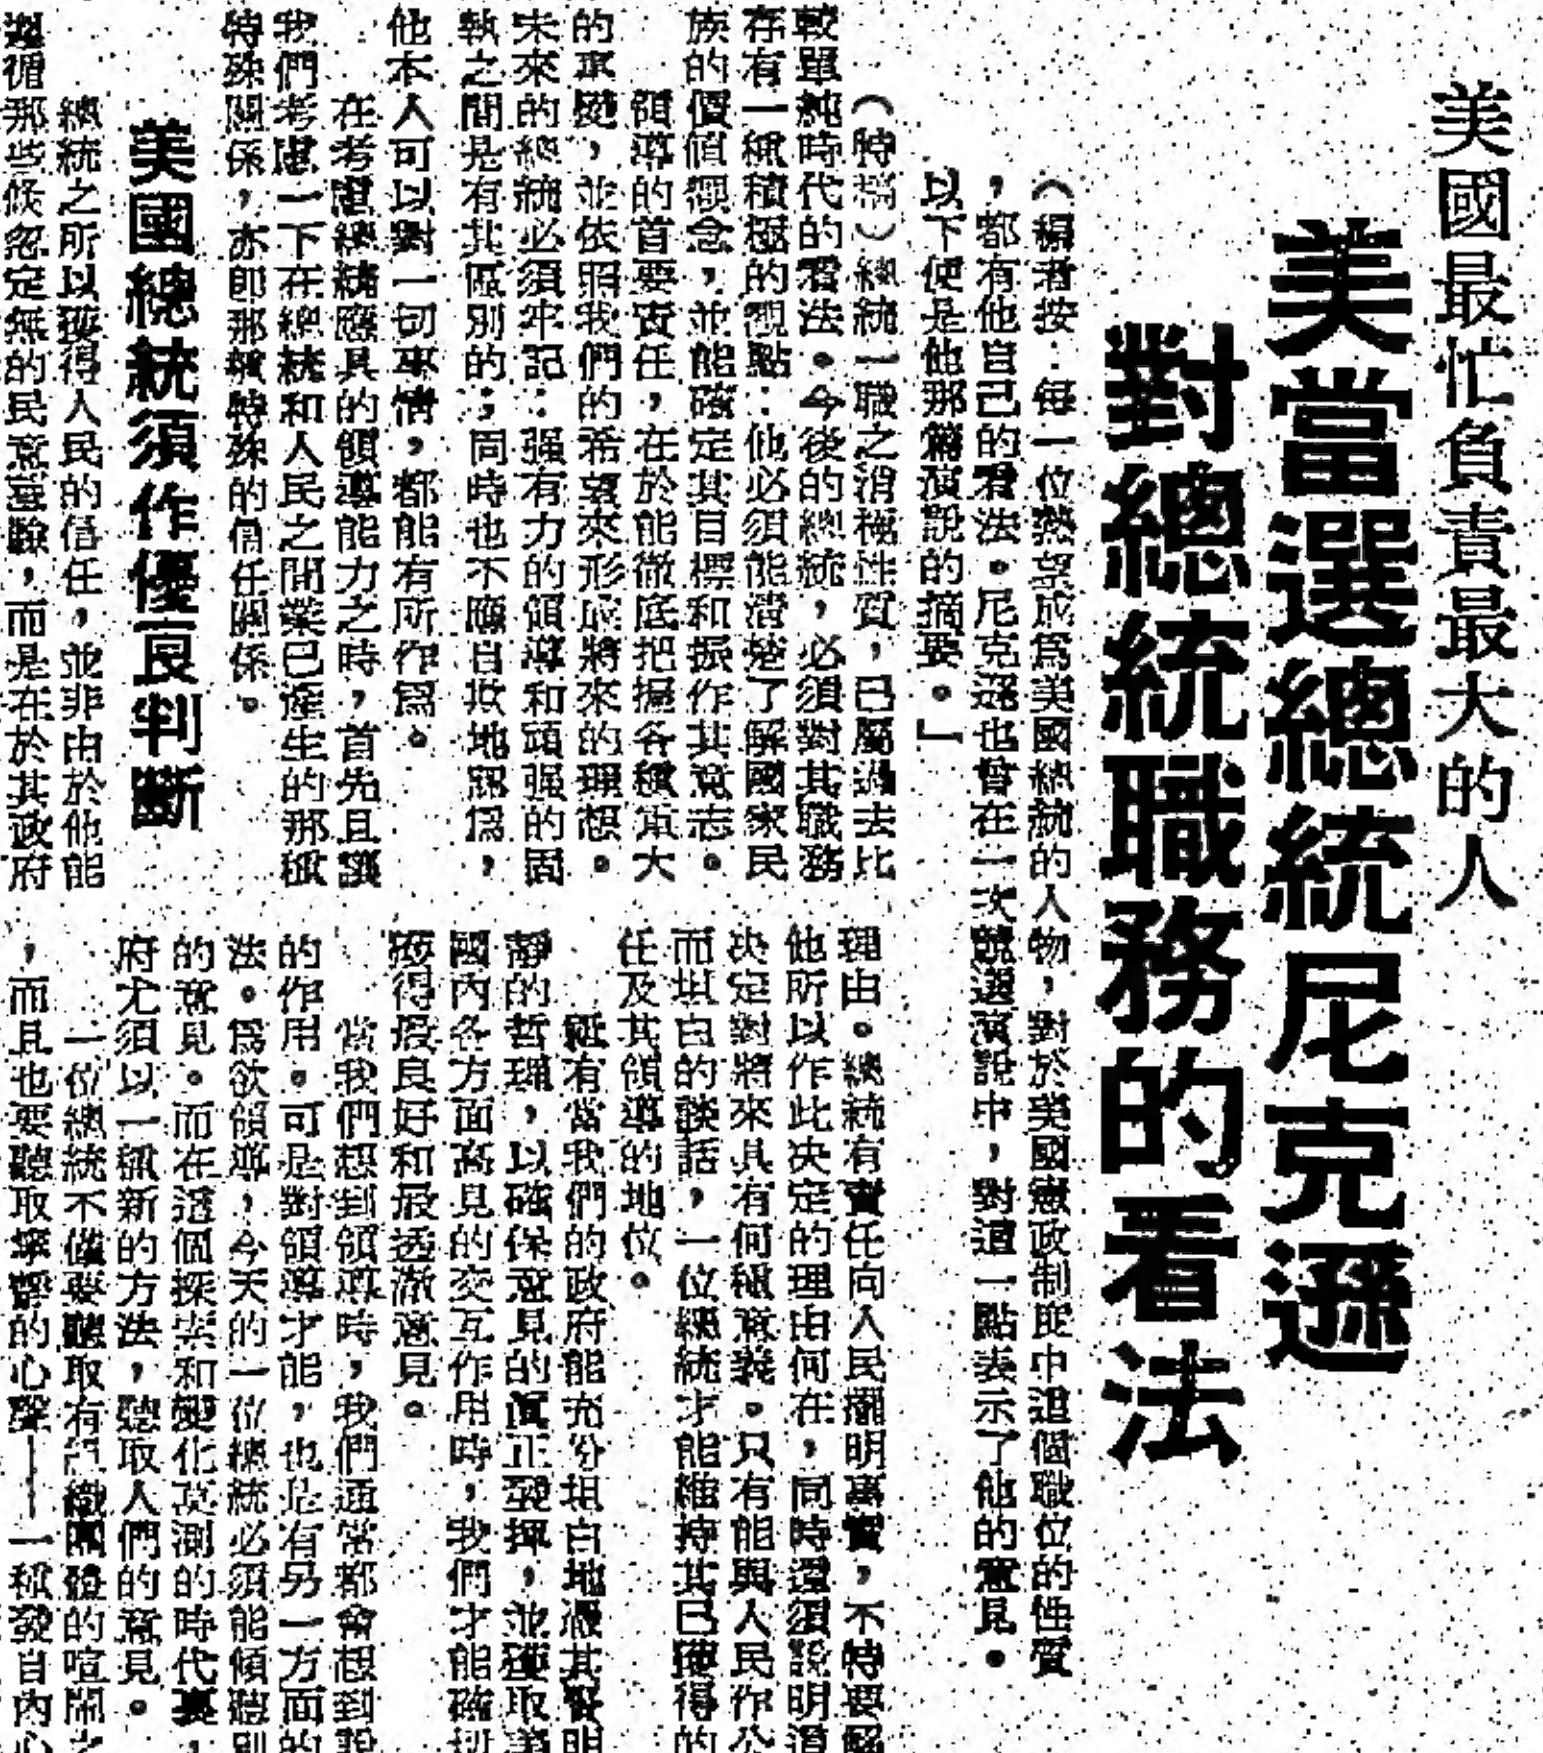 美國最忙負責最大的人
美當選總統尼克遜
對總統職務的看法
（編者按：每一位熱望成爲美國總統的人物，對於美國憲政制度中這個職位的性質
，都有他自己的看法。尼克遜也曾在一次競選演說中，對這一點表示了他的意見。
以下便是他那篇演說的摘要。」
（特稿）總統一職之消極性質，已屬過去比
較單純時代的看法。今後的總統，必須對其職務
存有一種積極的觀點：他必須能清楚了解國家民
族的價值觀念，並能確定其目標和振作其意志。
領導的首要責任，在於能徹底把握各種重大
的事變，並依照我們的希望來形成將來的理想。
未來的總統必須牢記：强有力的領導和頑强的固
執之間是有其區別的；同時也不應自欺地認爲，
他本人可以對一切事情，都能有所作爲。
在考慮總統應具的領導能力之時，首先且讓
我們考慮一下在總統和人民之間業已產生的那種
特殊關係，亦即那種特殊的信任關係。
美國總統須作優良判斷
總統之所以獲得人民的信任，並非由於他能
遵循那些候忽定無的民意測驗，而是在於其政府
理由。總統有責任向人民擺明事實，不特要解
他所以作此決定的理由何在，同時還須說明這
決定對將來具有何種意義。只有能與人民作公
而坦白的談話，一位總統才能維持其已獲得的
任及其領導的地位。
祇有當我們的政府能充份坦白地憑其賢明
靜的哲理，以確保意見的眞正發揮，並獲取
國內各方面高見的交互作用時，我們才能確切
獲得優良好和最透澈意見。
當我們想到領導時，我們通常都會想到說
的作用。可是對領導才能，也是有另一方面的
法。爲欲領導，今天的一位總統必須能傾聽別
的意見。而在這個探索和變化莫測的時代裏，
府尤須以一種新的方法，聽取人們的意見。
一位總統不僅要聽取有組織團體的喧鬧之
，而且也要聽取寧靜的心聲——一種發自內心